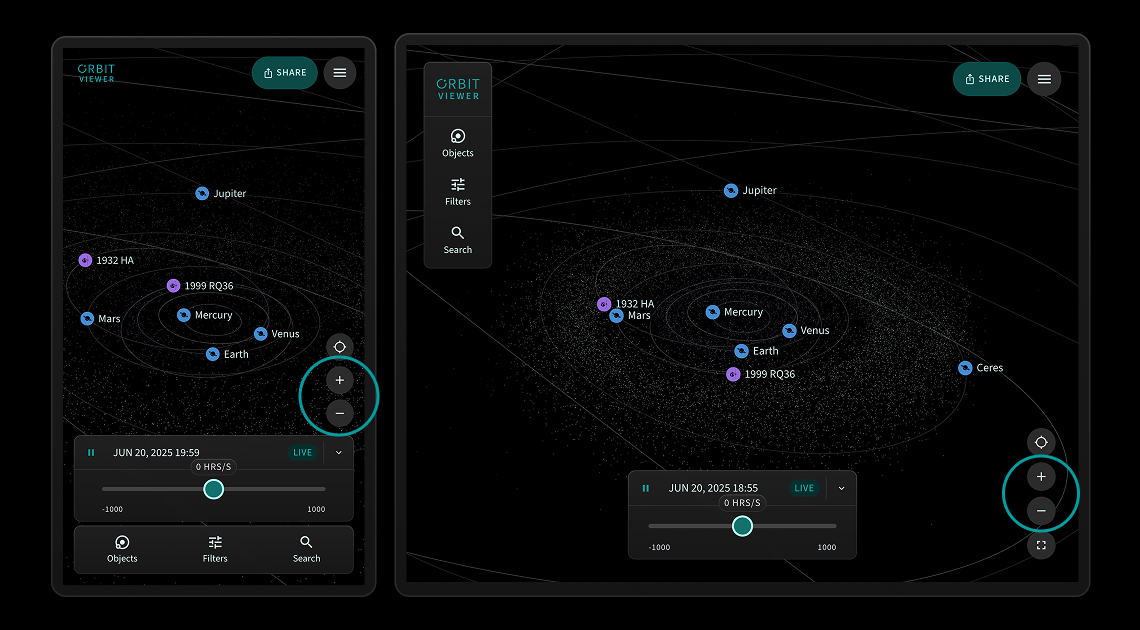 ORBIT
VIEWER
SHARE
Jupiter
1932 HA
1999 RQ36
Mars
Mercury
Venus
Earth
+
−
JUN 20, 2025 19:59
LIVE
0 HRS/S
-1000
1000
Objects
Filters
Search
ORBIT
VIEWER
Objects
Filters
Search
SHARE
Jupiter
1932 HA
Mars
Mercury
Venus
Earth
1999 RQ36
Ceres
+
−
JUN 20, 2025 18:55
LIVE
0 HRS/S
-1000
1000